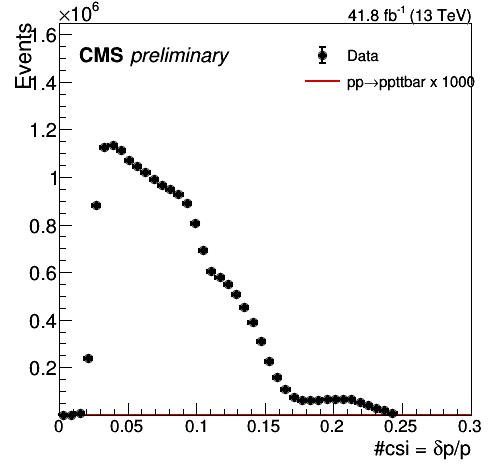 ×10⁶
41.8 fb⁻¹ (13 TeV)
Events
CMS preliminary
Data
pp→ppttbar x 1000
1.6
1.4
1.2
1
0.8
0.6
0.4
0.2
0
0.05
0.1
0.15
0.2
0.25
0.3
#csi = δp/p